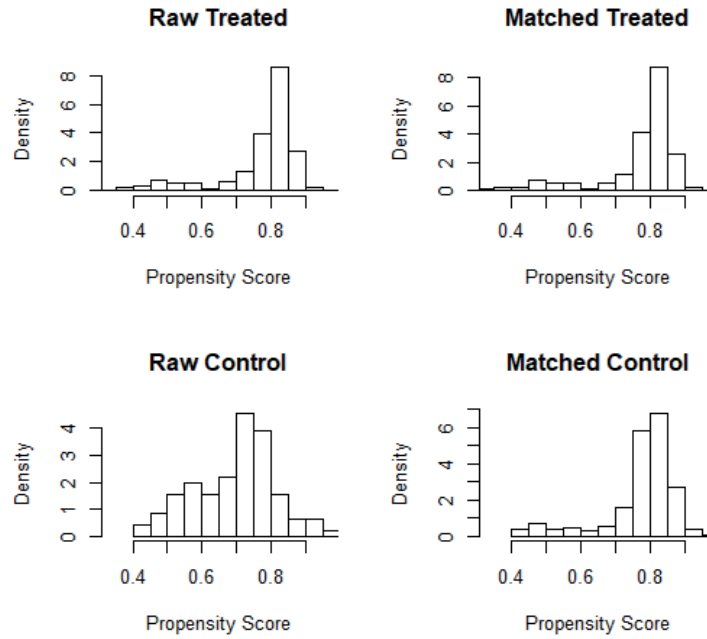 Raw Treated
Density
0 2 4 6 8
0.4 0.6 0.8
Propensity Score
Matched Treated
Density
0 2 4 6 8
0.4 0.6 0.8
Propensity Score
Raw Control
Density
0 1 2 3 4
0.4 0.6 0.8
Propensity Score
Matched Control
Density
0 2 4 6
0.4 0.6 0.8
Propensity Score